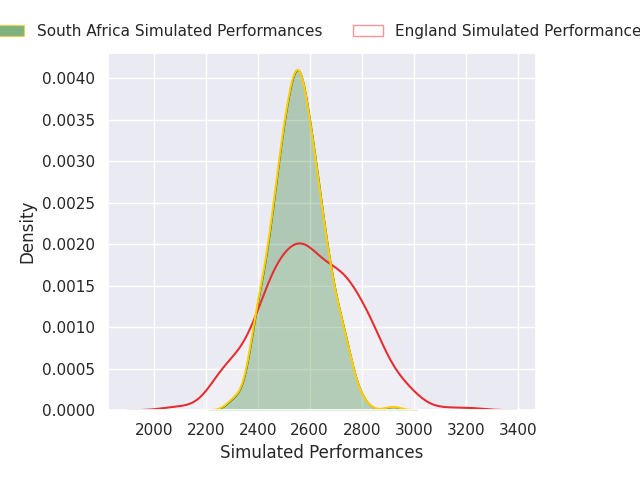 South Africa Simulated Performances England Simulated Performance
0.0040
0.0035
0.0030
0.0025
0.0020
0.0015
0.0010
0.0005
0.0000
Density
2000 2200 2400 2600 2800 3000 3200 3400
Simulated Performances